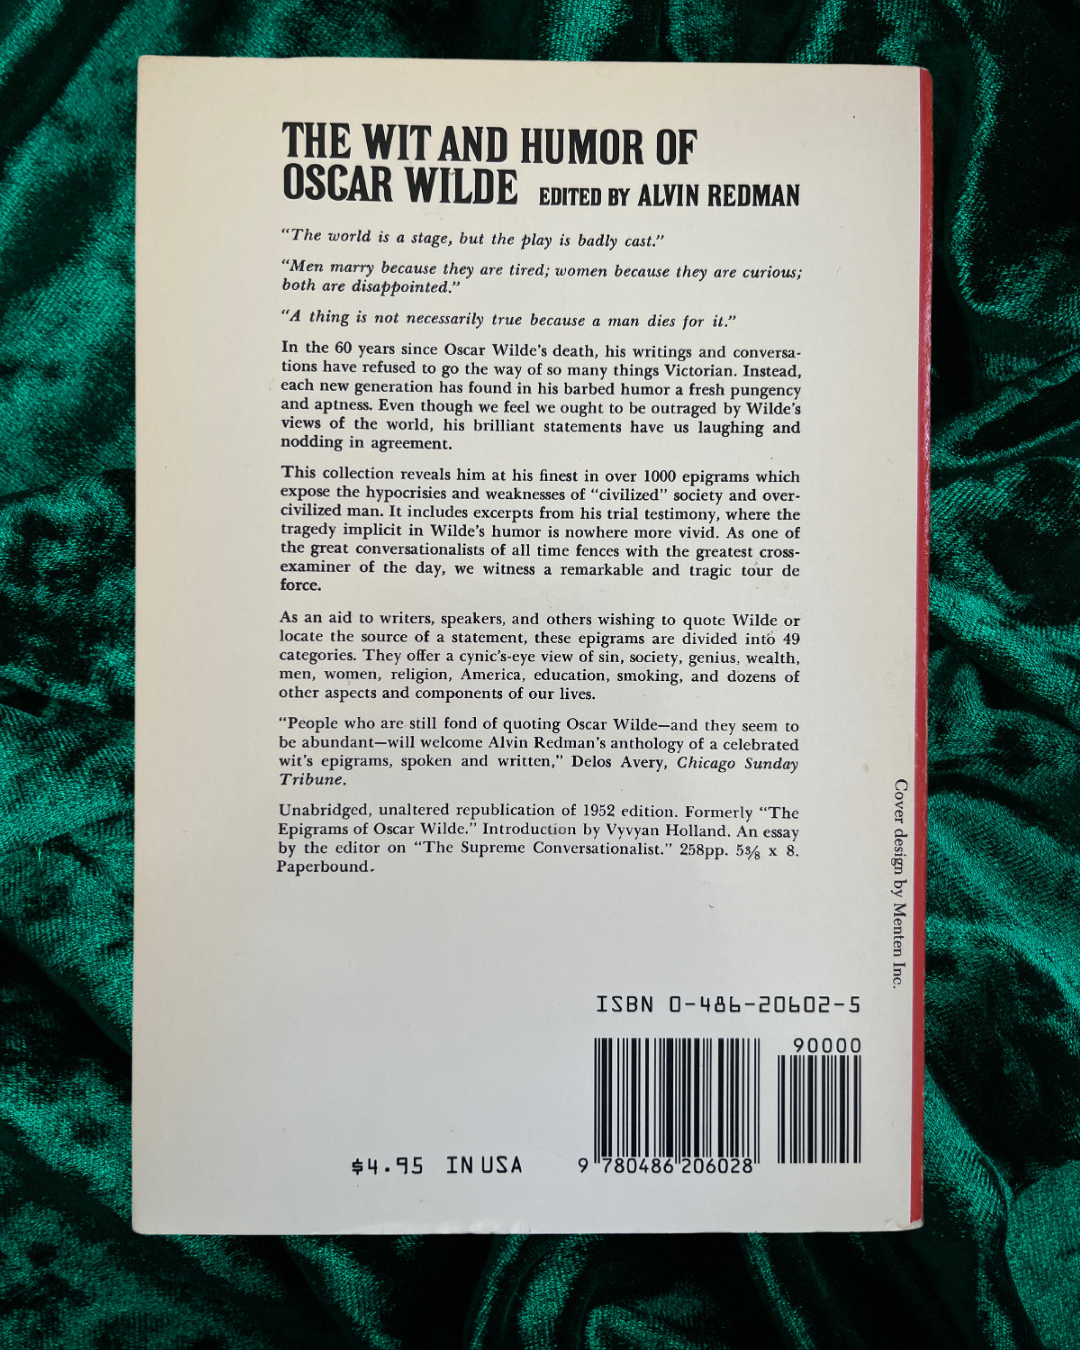 THE WIT AND HUMOR OF
OSCAR WILDE EDITED BY ALVIN REDMAN
“The world is a stage, but the play is badly cast.”
“Men marry because they are tired; women because they are curious;
both are disappointed.”
“A thing is not necessarily true because a man dies for it.”
In the 60 years since Oscar Wilde’s death, his writings and conversa-
tions have refused to go the way of so many things Victorian. Instead,
each new generation has found in his barbed humor a fresh pungency
and aptness. Even though we feel we ought to be outraged by Wilde’s
views of the world, his brilliant statements have us laughing and
nodding in agreement.
This collection reveals him at his finest in over 1000 epigrams which
expose the hypocrisies and weaknesses of “civilized” society and over-
civilized man. It includes excerpts from his trial testimony, where the
tragedy implicit in Wilde’s humor is nowhere more vivid. As one of
the great conversationalists of all time fences with the greatest cross-
examiner of the day, we witness a remarkable and tragic tour de
force.
As an aid to writers, speakers, and others wishing to quote Wilde or
locate the source of a statement, these epigrams are divided into 49
categories. They offer a cynic’s-eye view of sin, society, genius, wealth,
men, women, religion, America, education, smoking, and dozens of
other aspects and components of our lives.
“People who are still fond of quoting Oscar Wilde—and they seem to
be abundant—will welcome Alvin Redman’s anthology of a celebrated
wit’s epigrams, spoken and written,” Delos Avery, Chicago Sunday
Tribune.
Unabridged, unaltered republication of 1952 edition. Formerly “The
Epigrams of Oscar Wilde.” Introduction by Vyvyan Holland. An essay
by the editor on “The Supreme Conversationalist.” 258pp. 5⅜ x 8.
Paperbound.
Cover design by Menten Inc.
ISBN 0-486-20602-5
90000
$4.95 IN USA
9 780486 206028